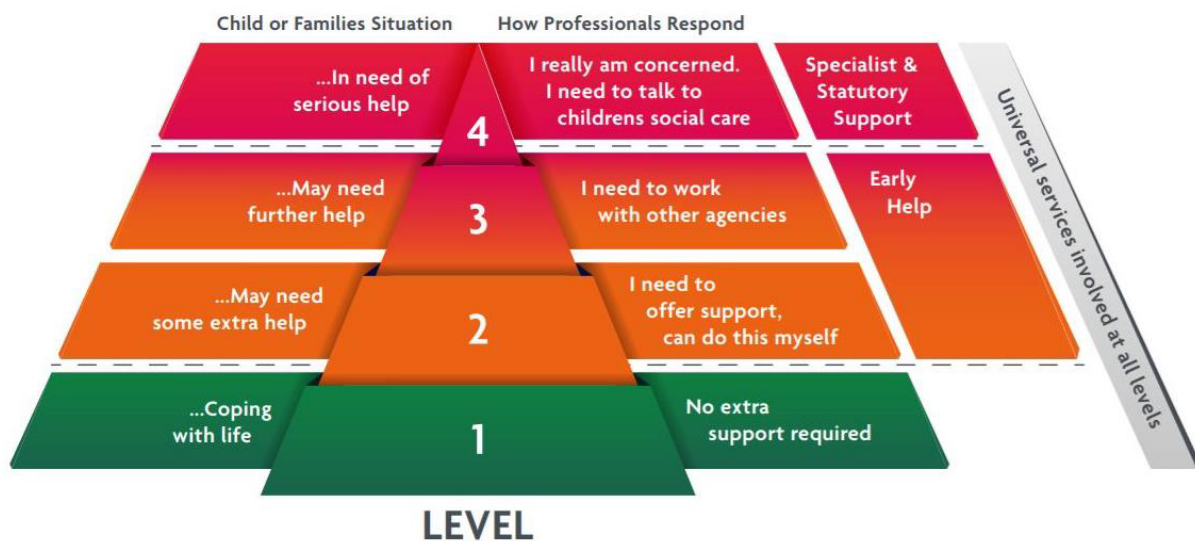 Child or Families Situation
How Professionals Respond
...In need of
serious help
4
I really am concerned.
I need to talk to
childrens social care
Specialist &
Statutory
Support
...May need
further help
3
I need to work
with other agencies
Early
Help
...May need
some extra help
2
I need to
offer support,
can do this myself
...Coping
with life
1
No extra
support required
Universal services involved at all levels
LEVEL